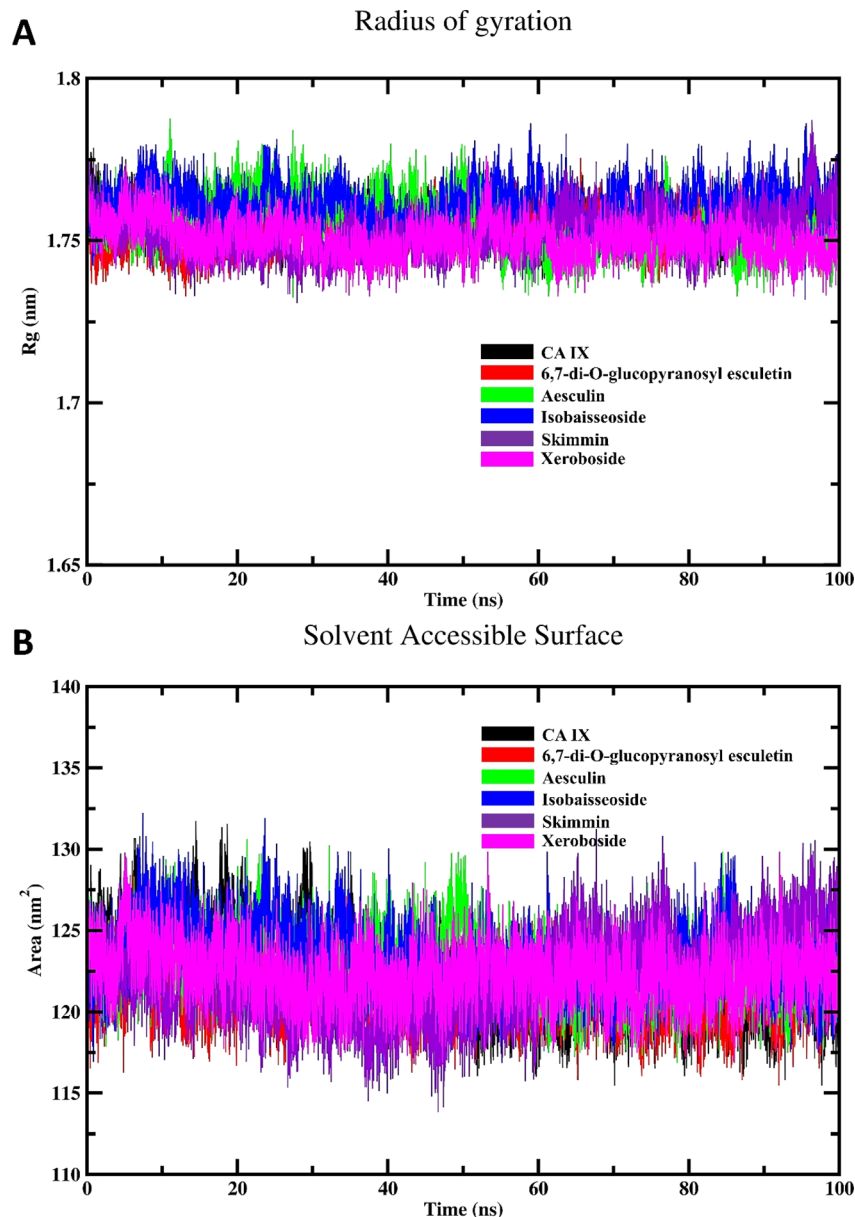 A
Radius of gyration
1.8
1.75
1.7
1.65
Rg (nm)
CA IX
6,7-di-O-glucopyranosyl esculetin
Aesculin
Isobaisseoside
Skimmin
Xeroboside
0 20 40 60 80 100
Time (ns)
B
Solvent Accessible Surface
140
135
130
125
120
115
110
Area (nm²)
CA IX
6,7-di-O-glucopyranosyl esculetin
Aesculin
Isobaisseoside
Skimmin
Xeroboside
0 20 40 60 80 100
Time (ns)